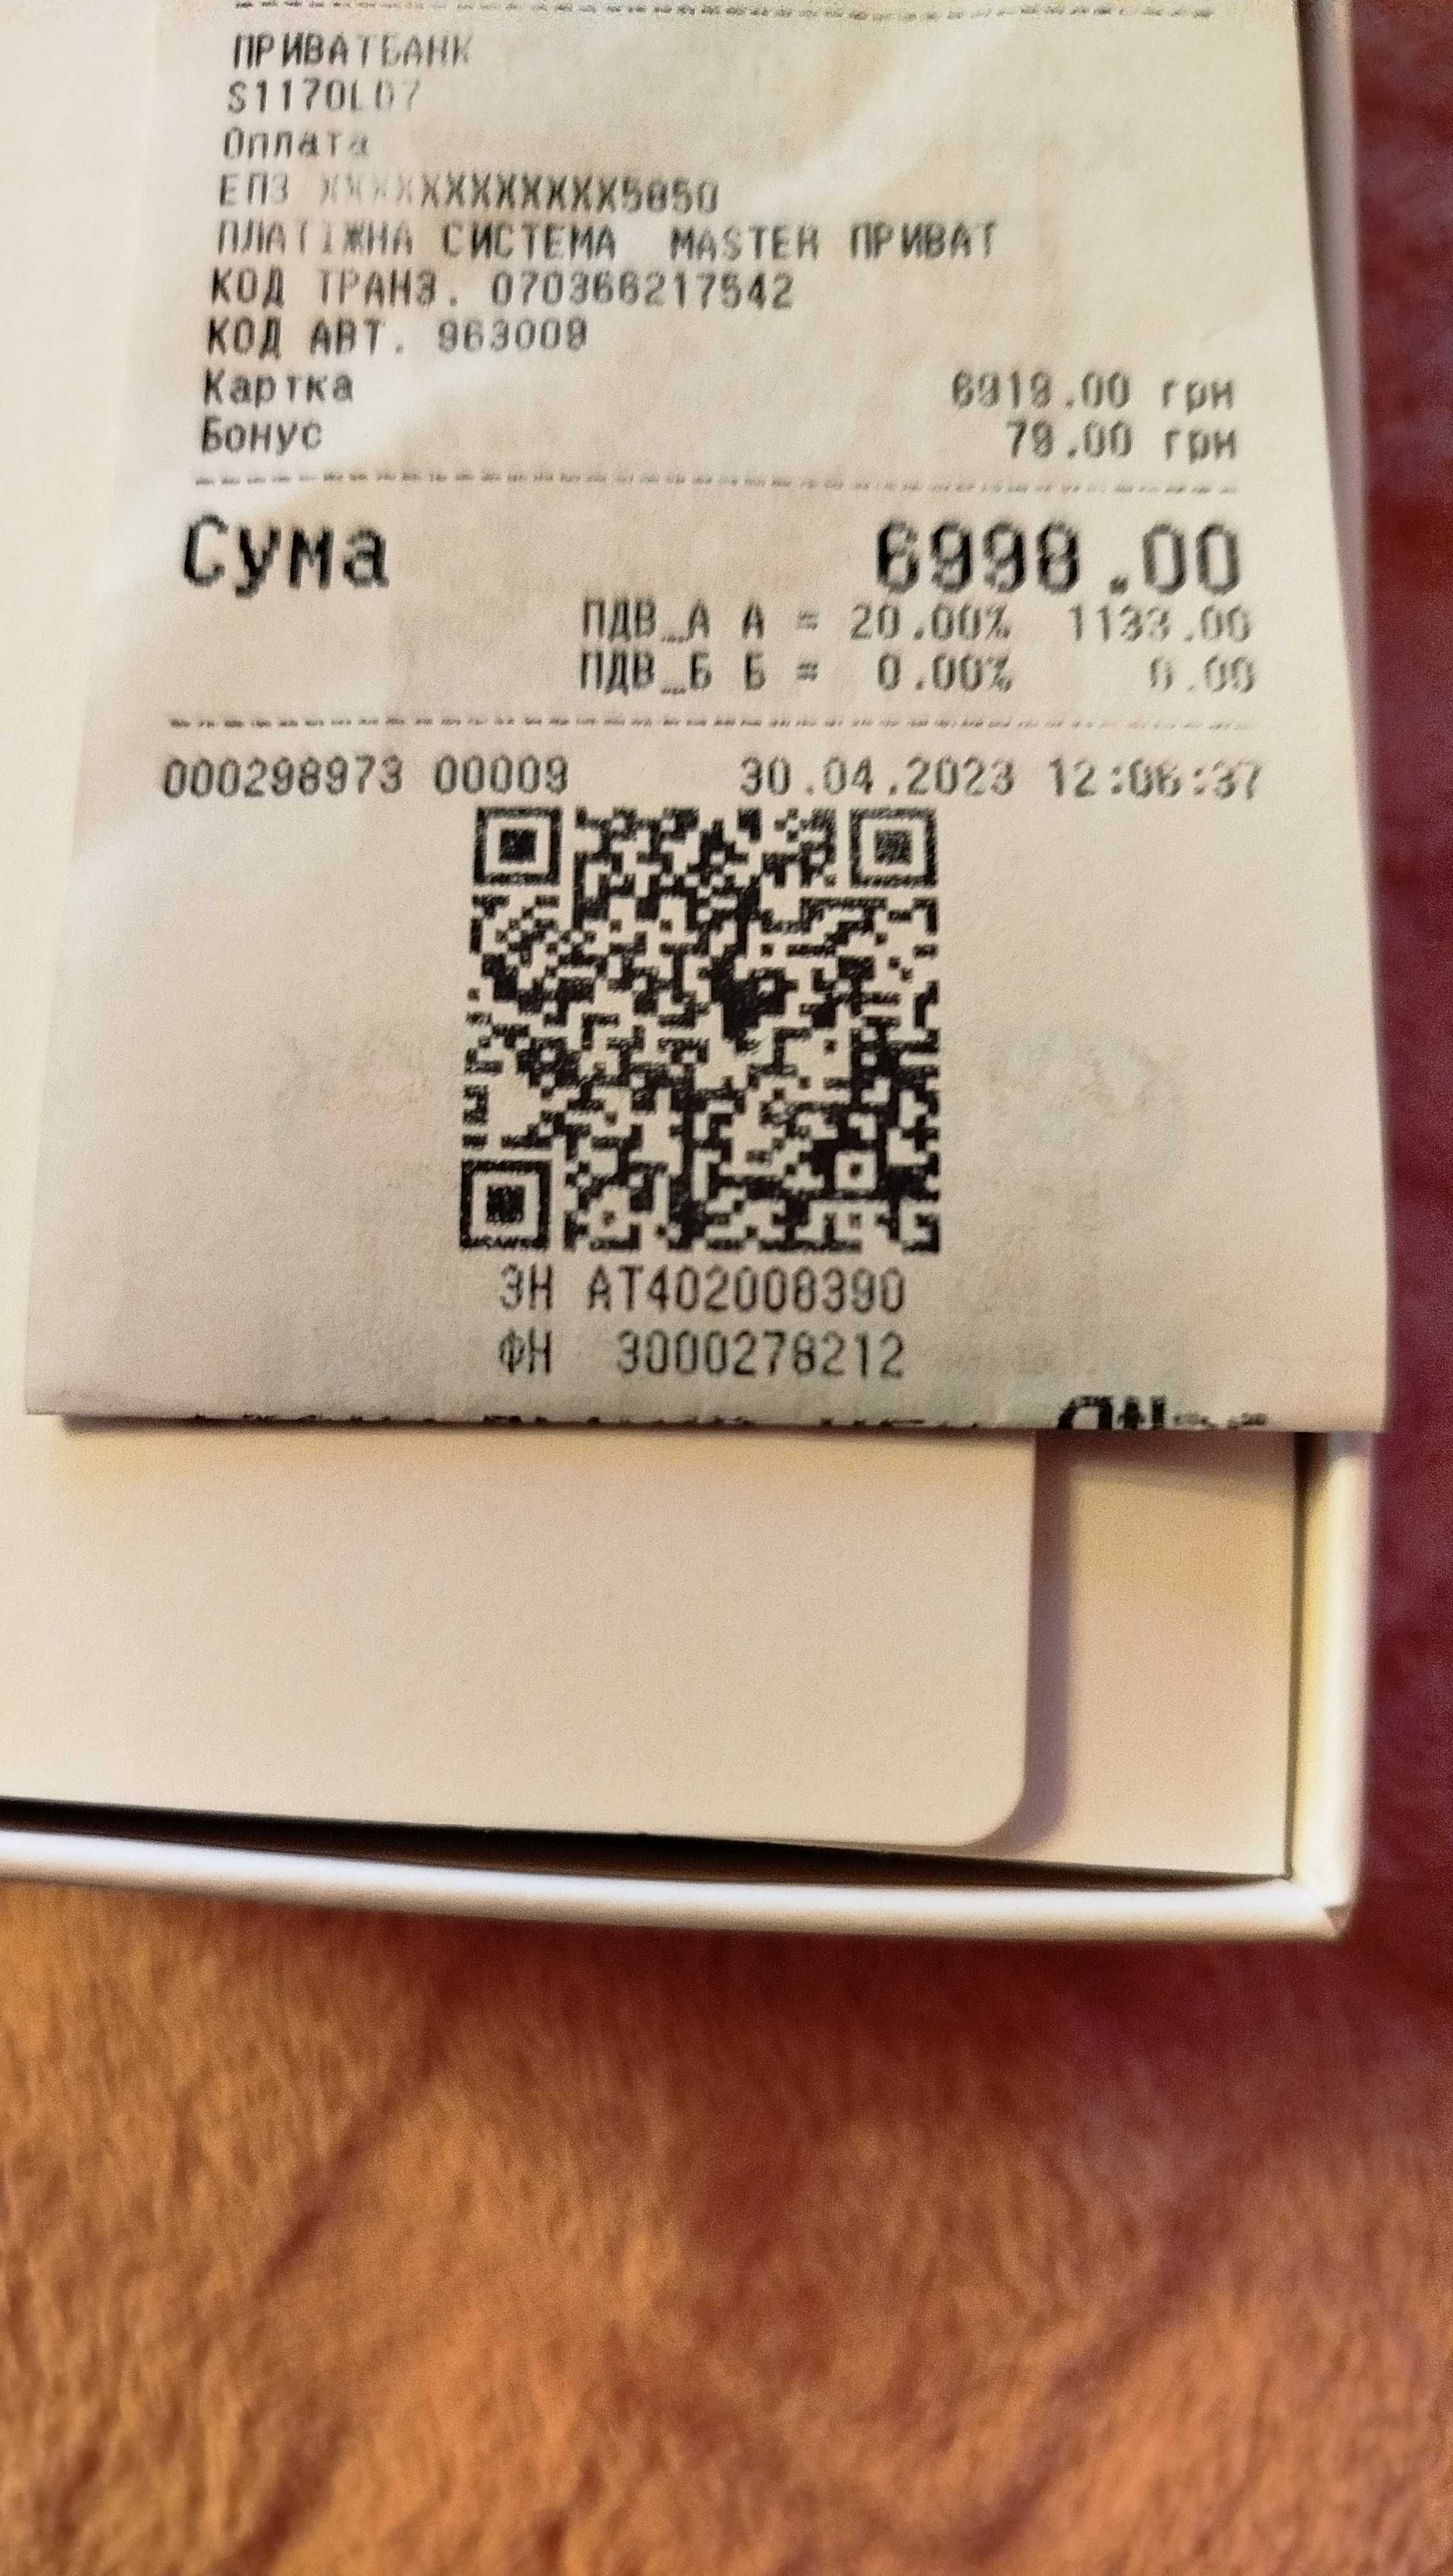 ПРИВАТБАНК
S1170L07
Оплата
ЕПЗ XXXXXXXXXXXX5050
ПЛАТІЖНА СИСТЕМА MASTER ПРИВАТ
КОД ТРАНЗ. 070366217542
КОД АВТ. 963009
Картка 6919.00 грн
Бонус 79.00 грн
Сума 6998.00
ПДВ_А А = 20.00% 1133.00
ПДВ_Б Б = 0.00% 0.00
000298973 00009 30.04.2023 12:06:37
ЗН АТ402008390
ФН 3000278212